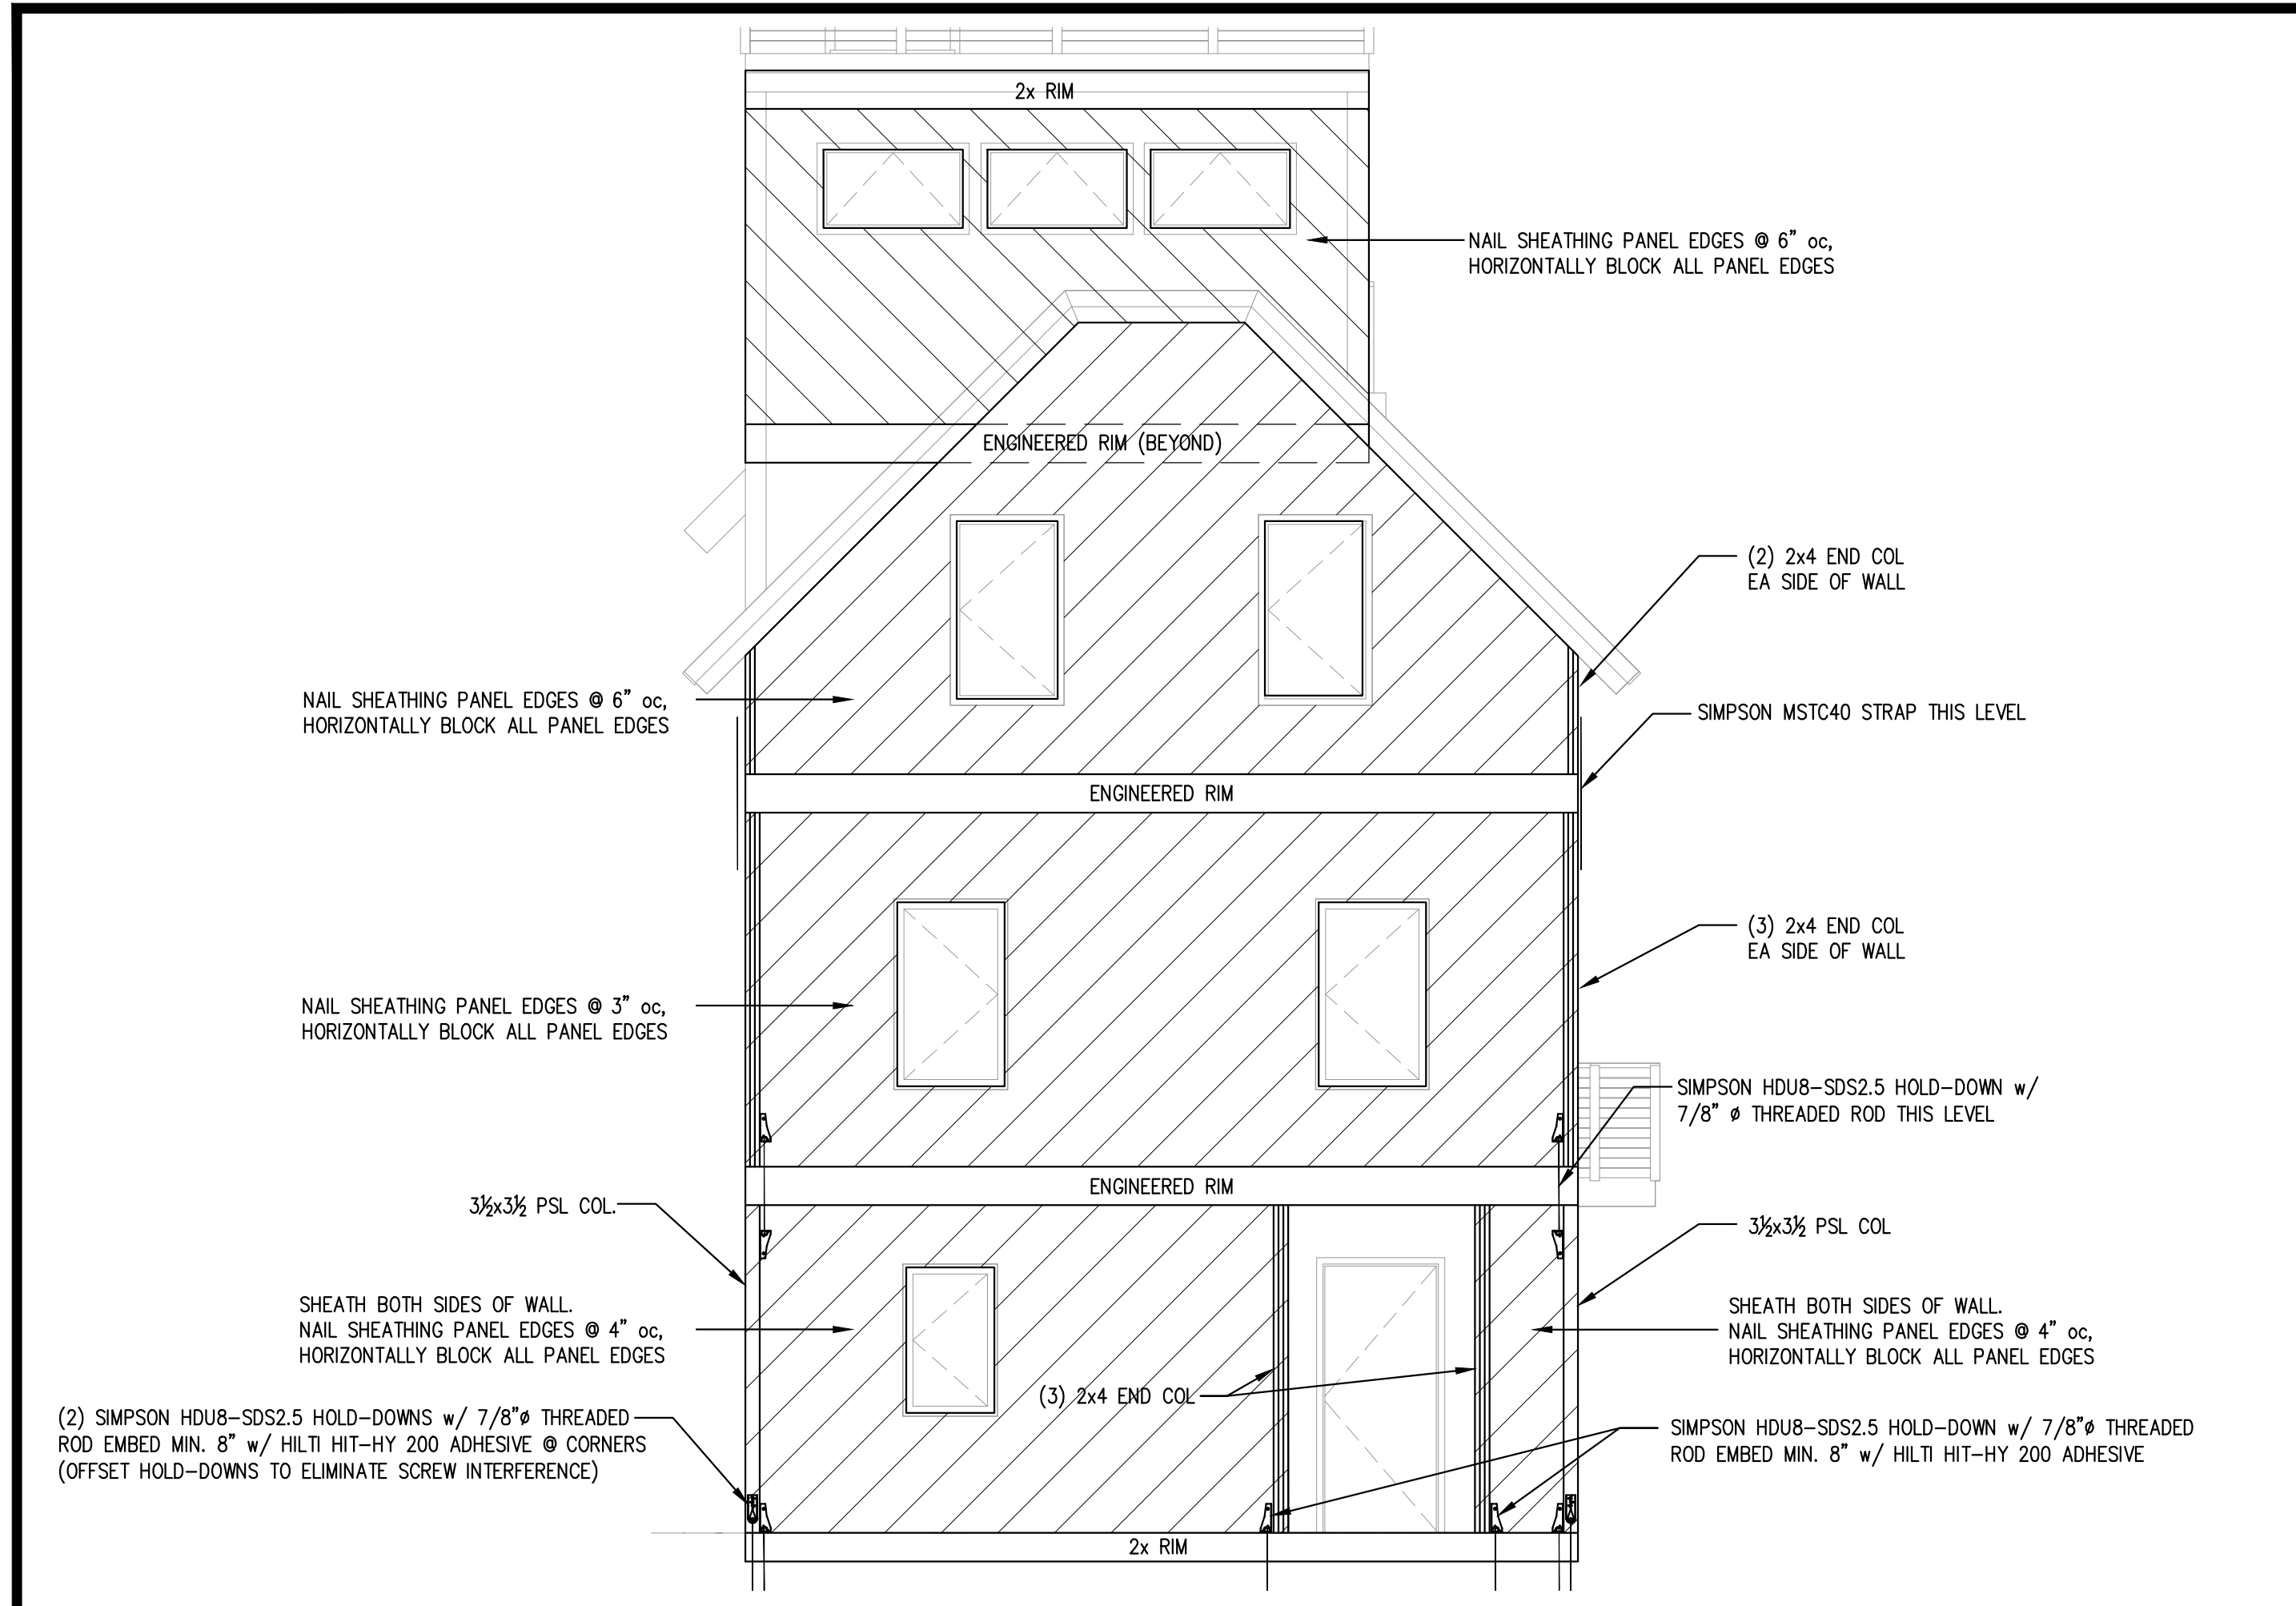 2x RIM
NAIL SHEATHING PANEL EDGES @ 6" oc,
HORIZONTALLY BLOCK ALL PANEL EDGES
ENGINEERED RIM (BEYOND)
(2) 2x4 END COL
EA SIDE OF WALL
NAIL SHEATHING PANEL EDGES @ 6" oc,
HORIZONTALLY BLOCK ALL PANEL EDGES
SIMPSON MSTC40 STRAP THIS LEVEL
ENGINEERED RIM
(3) 2x4 END COL
EA SIDE OF WALL
NAIL SHEATHING PANEL EDGES @ 3" oc,
HORIZONTALLY BLOCK ALL PANEL EDGES
SIMPSON HDU8-SDS2.5 HOLD-DOWN w/
7/8" ø THREADED ROD THIS LEVEL
ENGINEERED RIM
3½x3½ PSL COL.
3½x3½ PSL COL
SHEATH BOTH SIDES OF WALL.
NAIL SHEATHING PANEL EDGES @ 4" oc,
HORIZONTALLY BLOCK ALL PANEL EDGES
SHEATH BOTH SIDES OF WALL.
NAIL SHEATHING PANEL EDGES @ 4" oc,
HORIZONTALLY BLOCK ALL PANEL EDGES
(3) 2x4 END COL
(2) SIMPSON HDU8-SDS2.5 HOLD-DOWNS w/ 7/8"ø THREADED
ROD EMBED MIN. 8" w/ HILTI HIT-HY 200 ADHESIVE @ CORNERS
(OFFSET HOLD-DOWNS TO ELIMINATE SCREW INTERFERENCE)
SIMPSON HDU8-SDS2.5 HOLD-DOWN w/ 7/8"ø THREADED
ROD EMBED MIN. 8" w/ HILTI HIT-HY 200 ADHESIVE
2x RIM